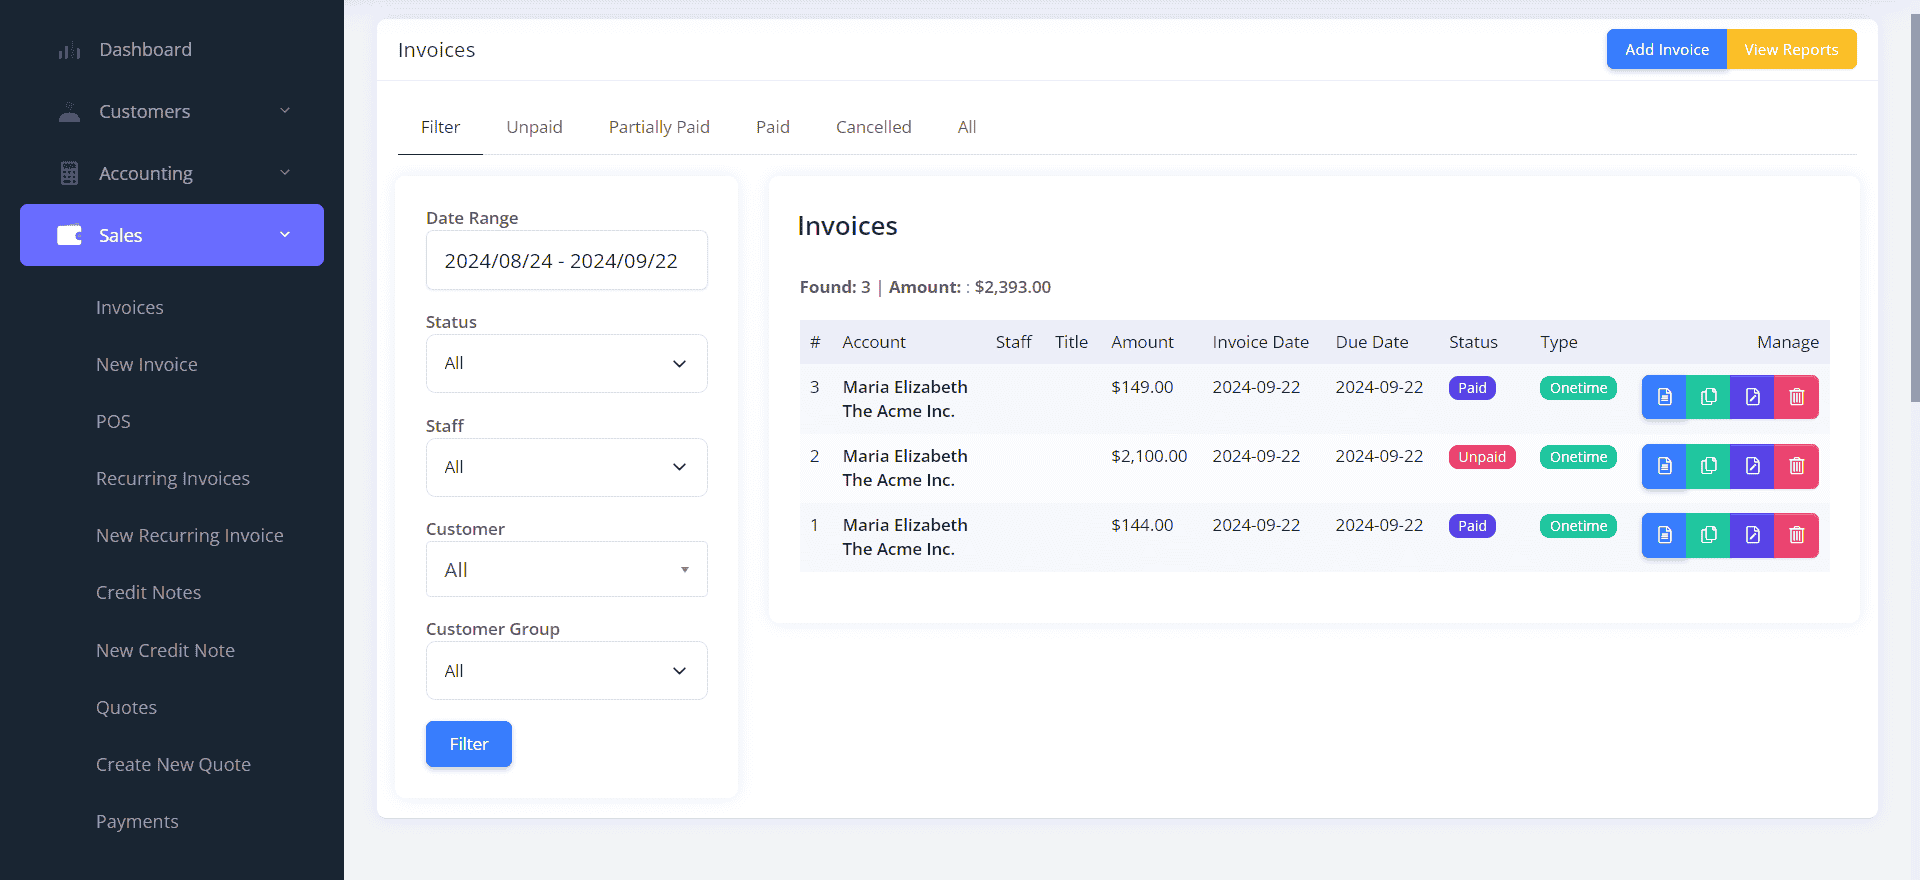 Dashboard
Customers
Accounting
Sales
Invoices
New Invoice
POS
Recurring Invoices
New Recurring Invoice
Credit Notes
New Credit Note
Quotes
Create New Quote
Payments
Invoices
Add Invoice View Reports
Filter Unpaid Partially Paid Paid Cancelled All
Date Range
2024/08/24 - 2024/09/22
Status
All
Staff
All
Customer
All
Customer Group
All
Filter
Invoices
Found: 3 | Amount: : $2,393.00
# Account Staff Title Amount Invoice Date Due Date Status Type Manage
3 Maria Elizabeth $149.00 2024-09-22 2024-09-22 Paid Onetime
The Acme Inc.
2 Maria Elizabeth $2,100.00 2024-09-22 2024-09-22 Unpaid Onetime
The Acme Inc.
1 Maria Elizabeth $144.00 2024-09-22 2024-09-22 Paid Onetime
The Acme Inc.